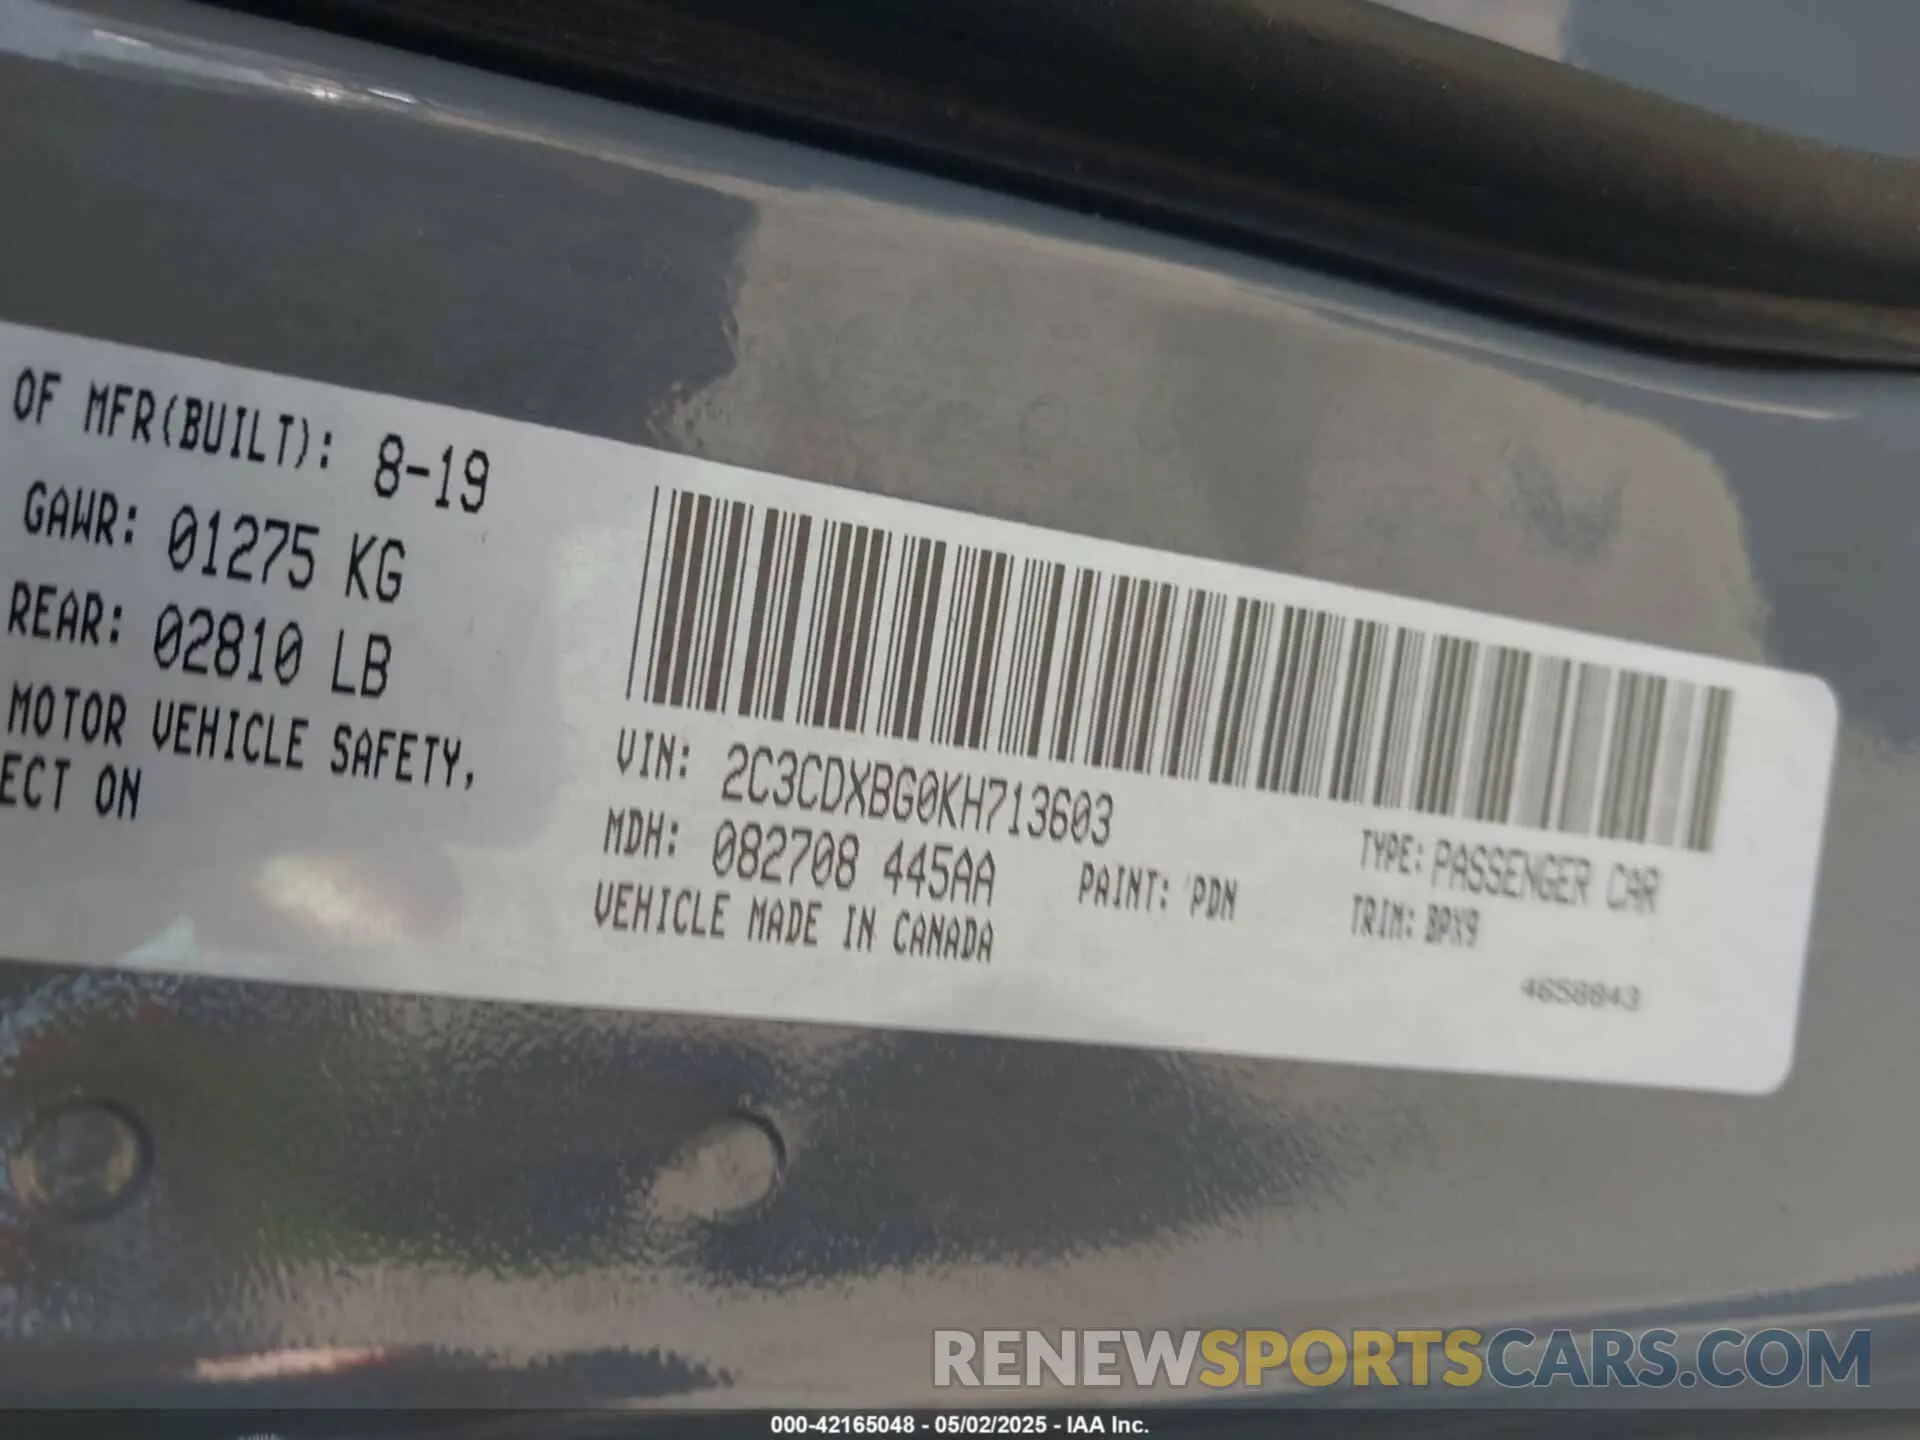 OF MFR(BUILT): 8-19
GAWR: 01275 KG
REAR: 02810 LB
MOTOR VEHICLE SAFETY,
ECT ON
VIN: 2C3CDXBG0KH713603
MDH: 082708 445AA
PAINT: PDN
VEHICLE MADE IN CANADA
TYPE: PASSENGER CAR
TRIM: BPX9
4658843
RENEWSPORTSCARS.COM
000-42165048 - 05/02/2025 - IAA Inc.